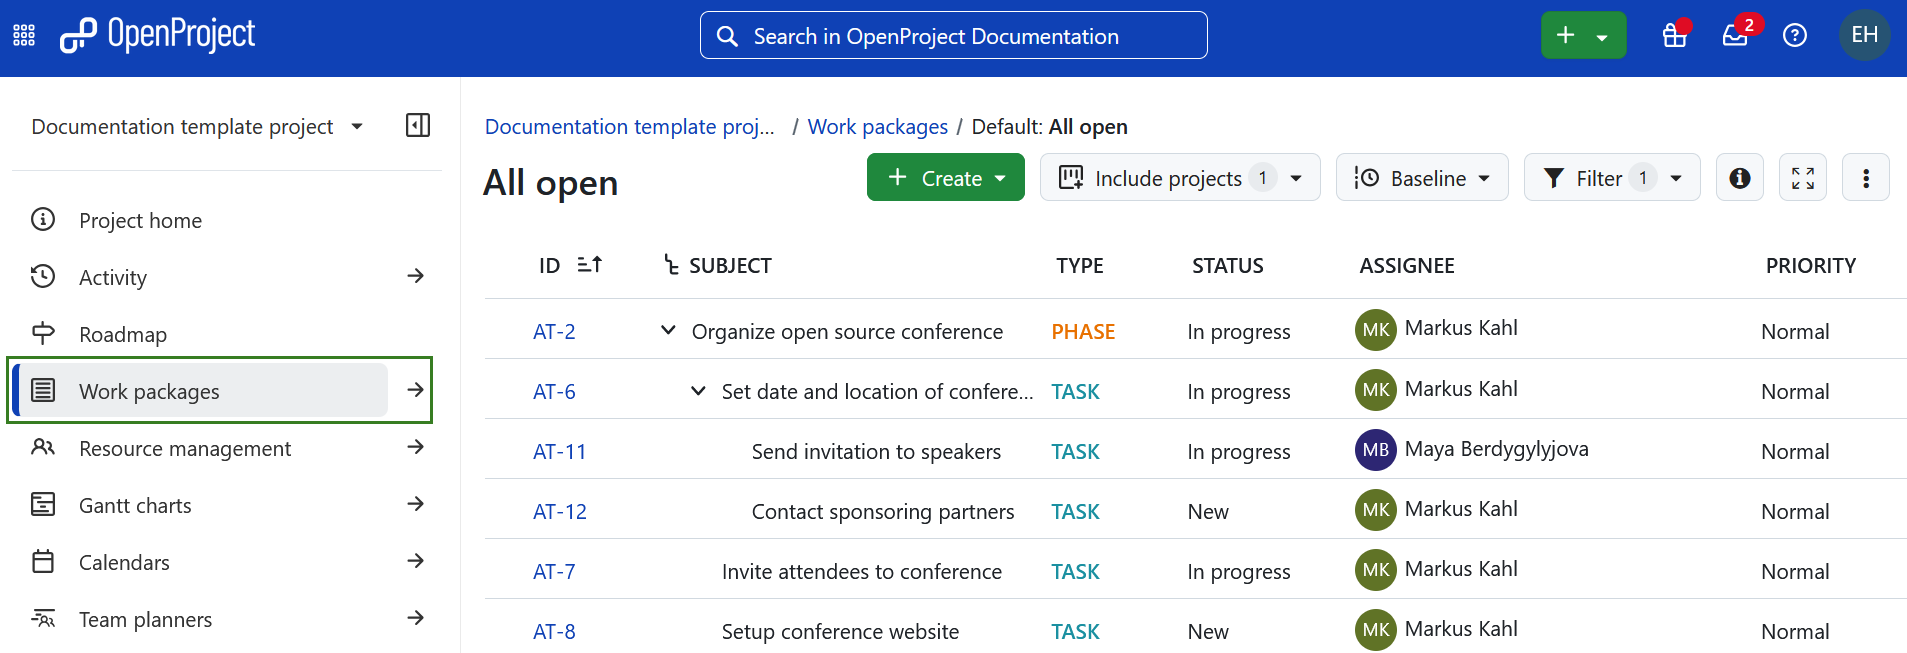 OpenProject
Search in OpenProject Documentation
+
2
EH
Documentation template project
Documentation template proj... / Work packages / Default: All open
All open
+ Create
Include projects 1
Baseline
Filter 1
Project home
Activity
Roadmap
Work packages
Resource management
Gantt charts
Calendars
Team planners
ID SUBJECT TYPE STATUS ASSIGNEE PRIORITY
AT-2 Organize open source conference PHASE In progress MK Markus Kahl Normal
AT-6 Set date and location of confere... TASK In progress MK Markus Kahl Normal
AT-11 Send invitation to speakers TASK In progress MB Maya Berdygylyjova Normal
AT-12 Contact sponsoring partners TASK New MK Markus Kahl Normal
AT-7 Invite attendees to conference TASK In progress MK Markus Kahl Normal
AT-8 Setup conference website TASK New MK Markus Kahl Normal